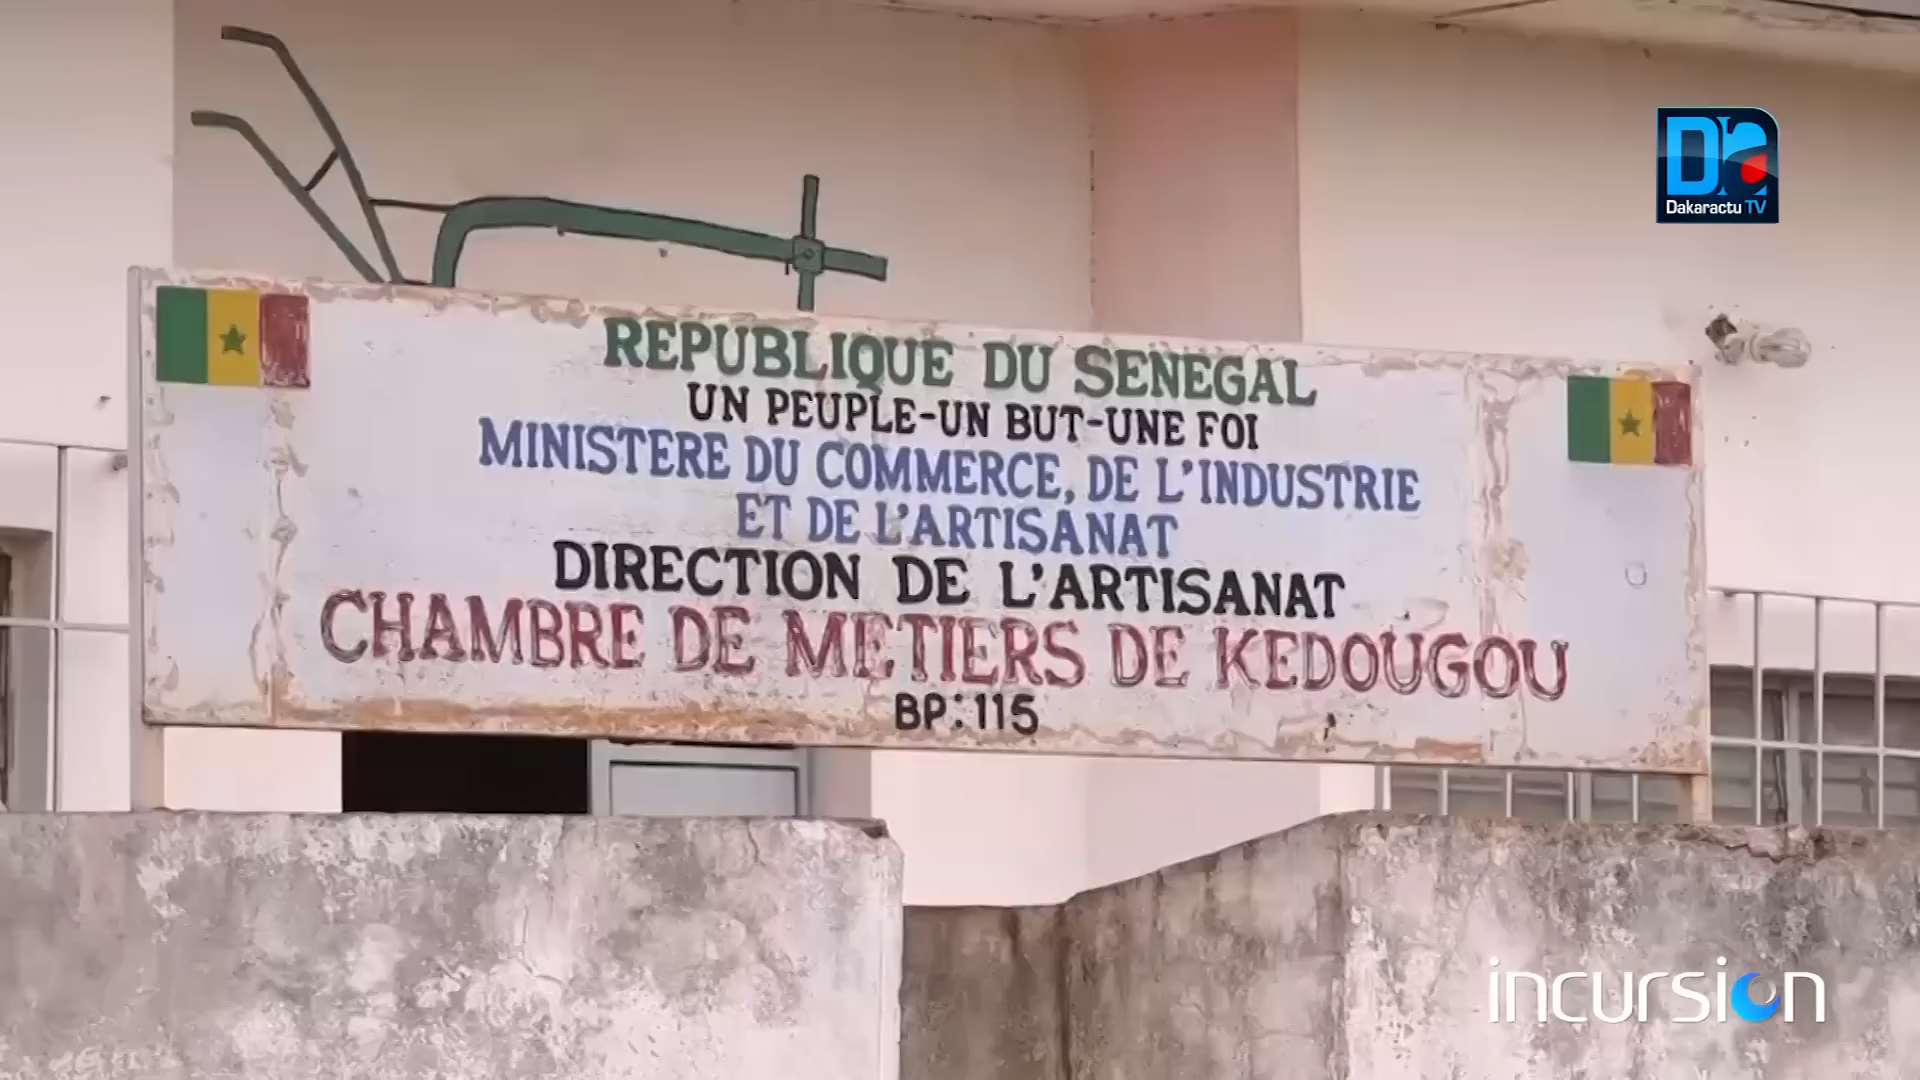 Dakaractu TV
REPUBLIQUE DU SENEGAL
UN PEUPLE-UN BUT-UNE FOI
MINISTERE DU COMMERCE, DE L'INDUSTRIE
ET DE L'ARTISANAT
DIRECTION DE L'ARTISANAT
CHAMBRE DE METIERS DE KEDOUGOU
BP:115
incursion